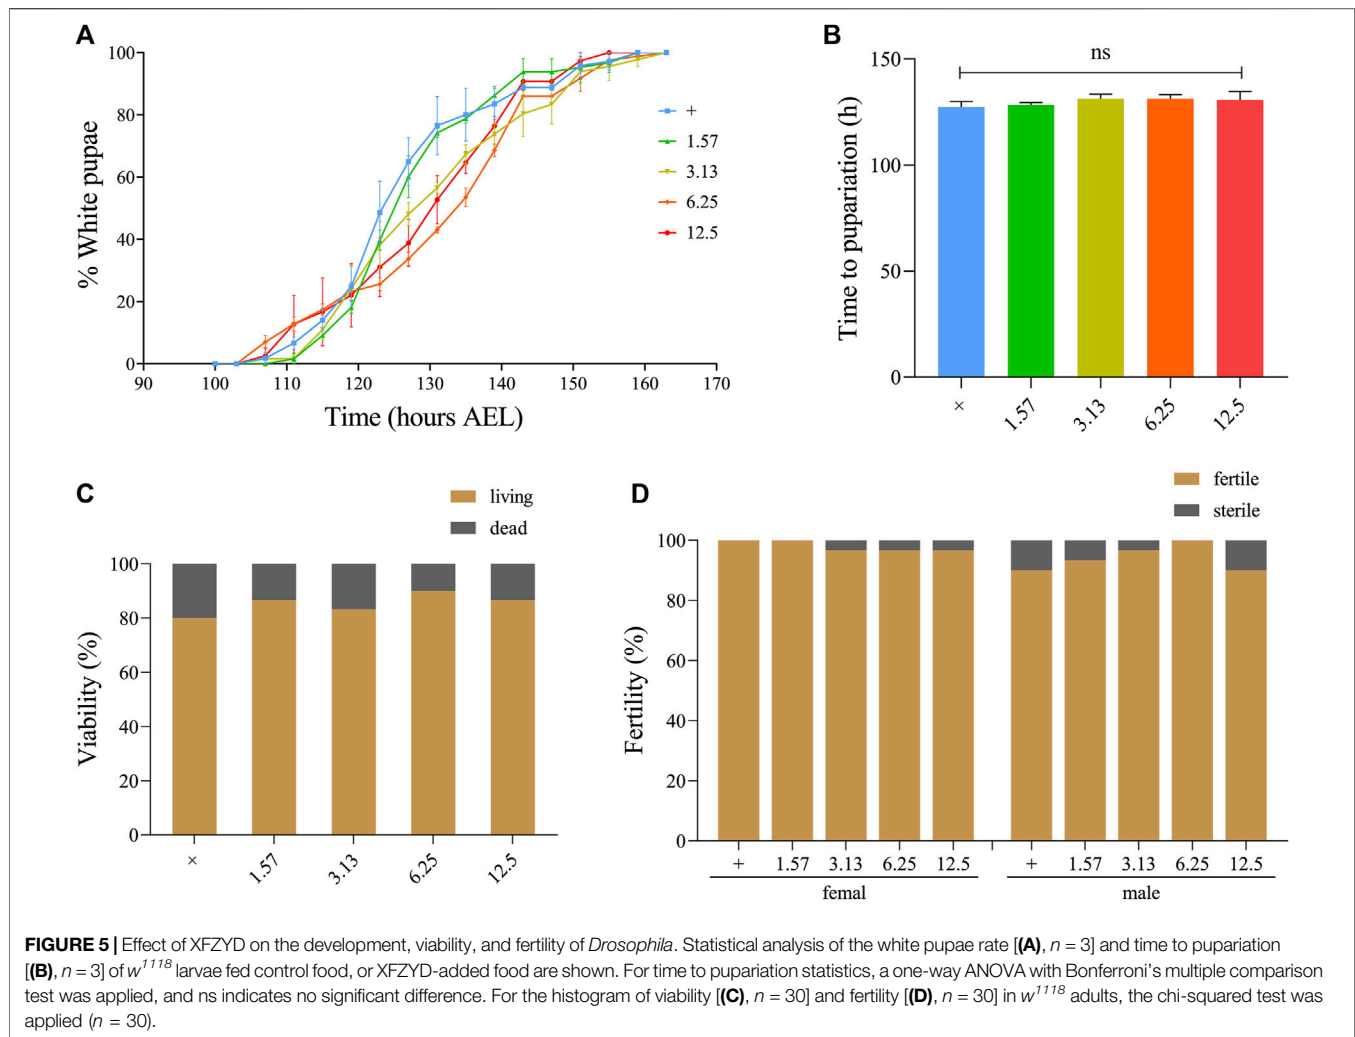 A
100
80
60
40
20
0
% White pupae
90
100
110
120
130
140
150
160
170
Time (hours AEL)
+
1.57
3.13
6.25
12.5
B
ns
150
100
50
0
Time to pupariation (h)
+
1.57
3.13
6.25
12.5
C
living
dead
100
80
60
40
20
0
Viability (%)
+
1.57
3.13
6.25
12.5
D
fertile
sterile
100
80
60
40
20
0
Fertility (%)
+ 1.57 3.13 6.25 12.5 + 1.57 3.13 6.25 12.5
femal male
FIGURE 5 | Effect of XFZYD on the development, viability, and fertility of Drosophila. Statistical analysis of the white pupae rate [(A), n = 3] and time to pupariation
[(B), n = 3] of w1118 larvae fed control food, or XFZYD-added food are shown. For time to pupariation statistics, a one-way ANOVA with Bonferroni's multiple comparison
test was applied, and ns indicates no significant difference. For the histogram of viability [(C), n = 30] and fertility [(D), n = 30] in w1118 adults, the chi-squared test was
applied (n = 30).